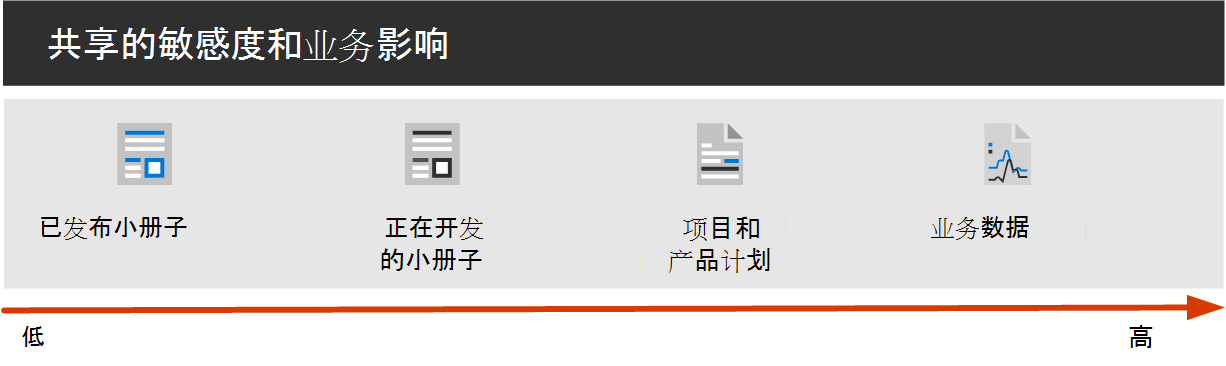 共享的敏感度和业务影响
已发布小册子
正在开发
的小册子
项目和
产品计划
业务数据
低
高